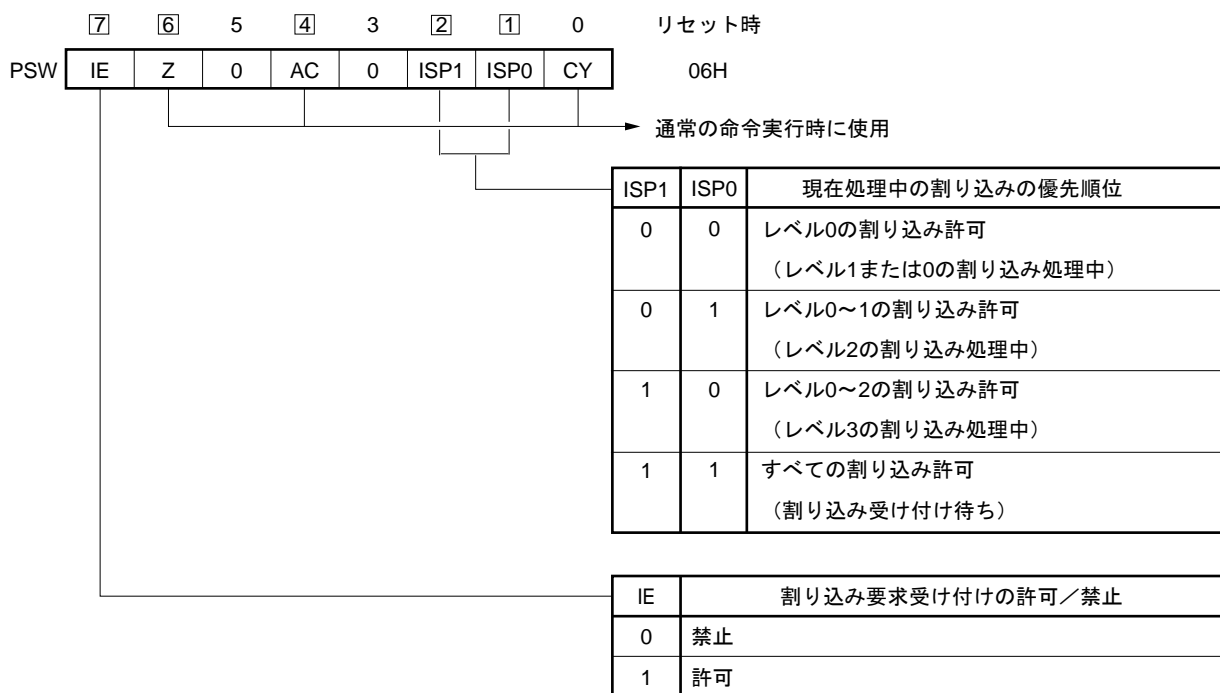 7 6 5 4 3 2 1 0 リセット時
PSW IE Z 0 AC 0 ISP1 ISP0 CY 06H
通常の命令実行時に使用
ISP1 ISP0 現在処理中の割り込みの優先順位
0 0 レベル0の割り込み許可
（レベル1または0の割り込み処理中）
0 1 レベル0～1の割り込み許可
（レベル2の割り込み処理中）
1 0 レベル0～2の割り込み許可
（レベル3の割り込み処理中）
1 1 すべての割り込み許可
（割り込み受け付け待ち）
IE 割り込み要求受け付けの許可／禁止
0 禁止
1 許可